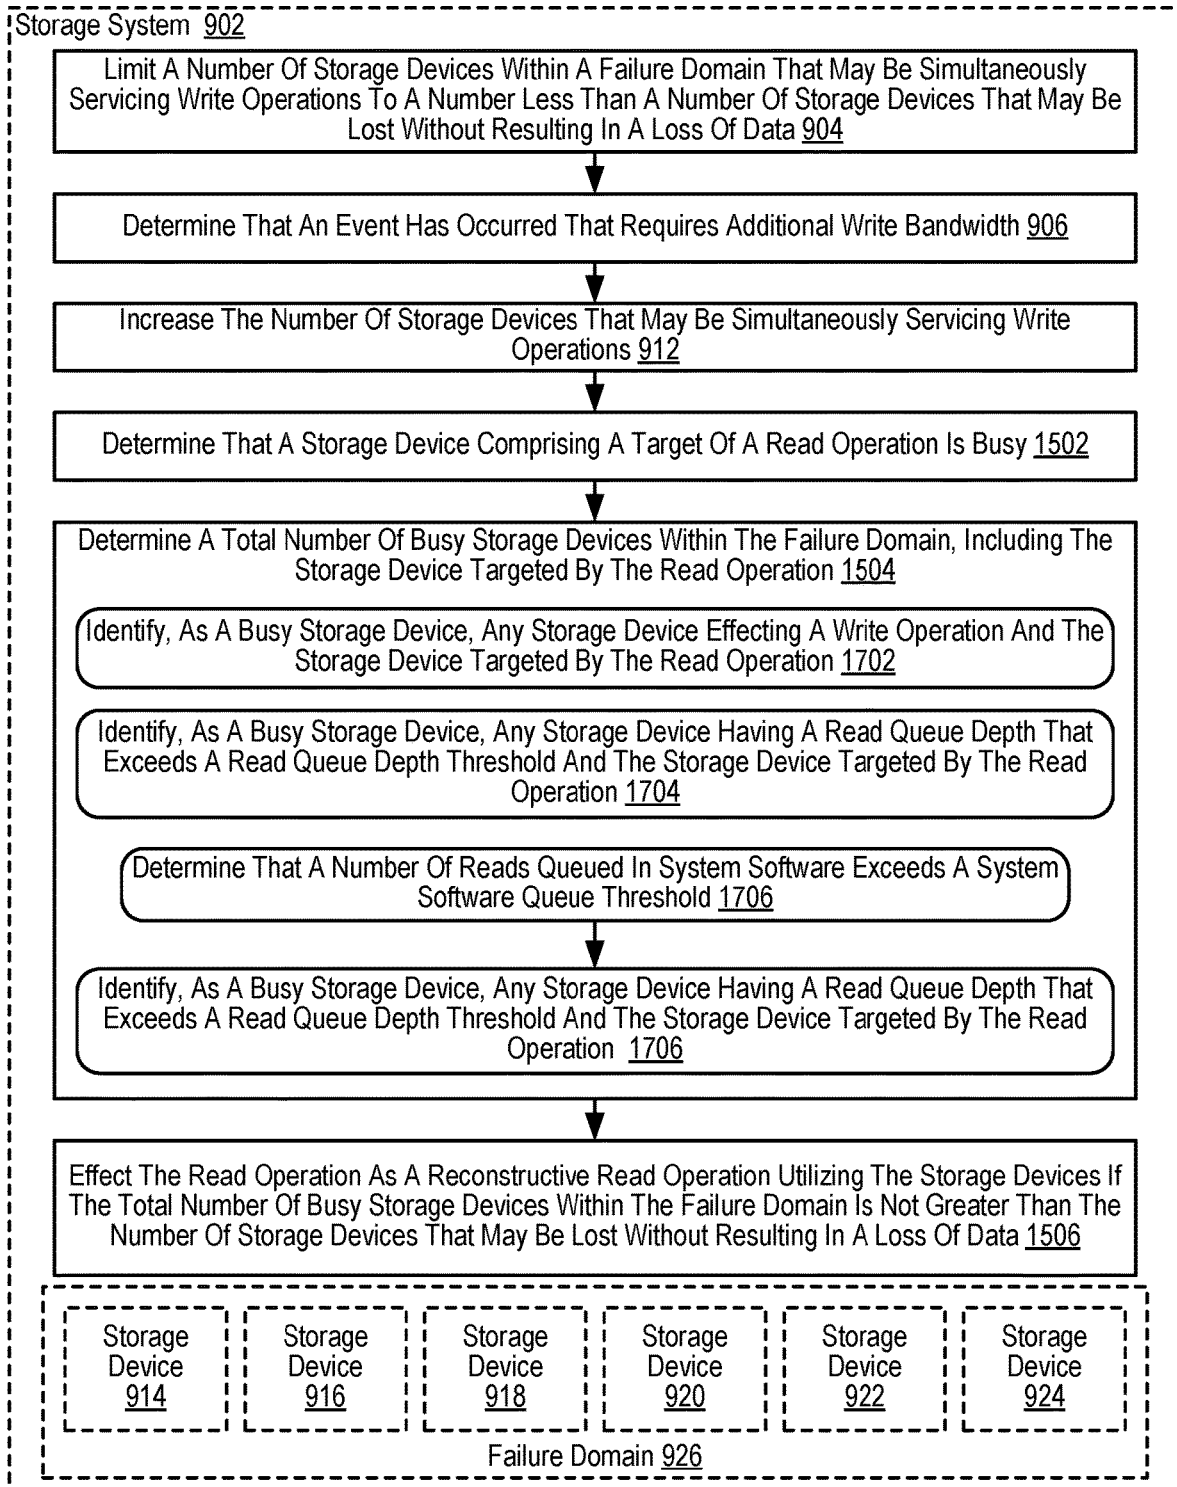 Storage System 902
Limit A Number Of Storage Devices Within A Failure Domain That May Be Simultaneously
Servicing Write Operations To A Number Less Than A Number Of Storage Devices That May Be
Lost Without Resulting In A Loss Of Data 904
Determine That An Event Has Occurred That Requires Additional Write Bandwidth 906
Increase The Number Of Storage Devices That May Be Simultaneously Servicing Write
Operations 912
Determine That A Storage Device Comprising A Target Of A Read Operation Is Busy 1502
Determine A Total Number Of Busy Storage Devices Within The Failure Domain, Including The
Storage Device Targeted By The Read Operation 1504
Identify, As A Busy Storage Device, Any Storage Device Effecting A Write Operation And The
Storage Device Targeted By The Read Operation 1702
Identify, As A Busy Storage Device, Any Storage Device Having A Read Queue Depth That
Exceeds A Read Queue Depth Threshold And The Storage Device Targeted By The Read
Operation 1704
Determine That A Number Of Reads Queued In System Software Exceeds A System
Software Queue Threshold 1706
Identify, As A Busy Storage Device, Any Storage Device Having A Read Queue Depth That
Exceeds A Read Queue Depth Threshold And The Storage Device Targeted By The Read
Operation 1706
Effect The Read Operation As A Reconstructive Read Operation Utilizing The Storage Devices If
The Total Number Of Busy Storage Devices Within The Failure Domain Is Not Greater Than The
Number Of Storage Devices That May Be Lost Without Resulting In A Loss Of Data 1506
Storage
Device
914
Storage
Device
916
Storage
Device
918
Storage
Device
920
Storage
Device
922
Storage
Device
924
Failure Domain 926